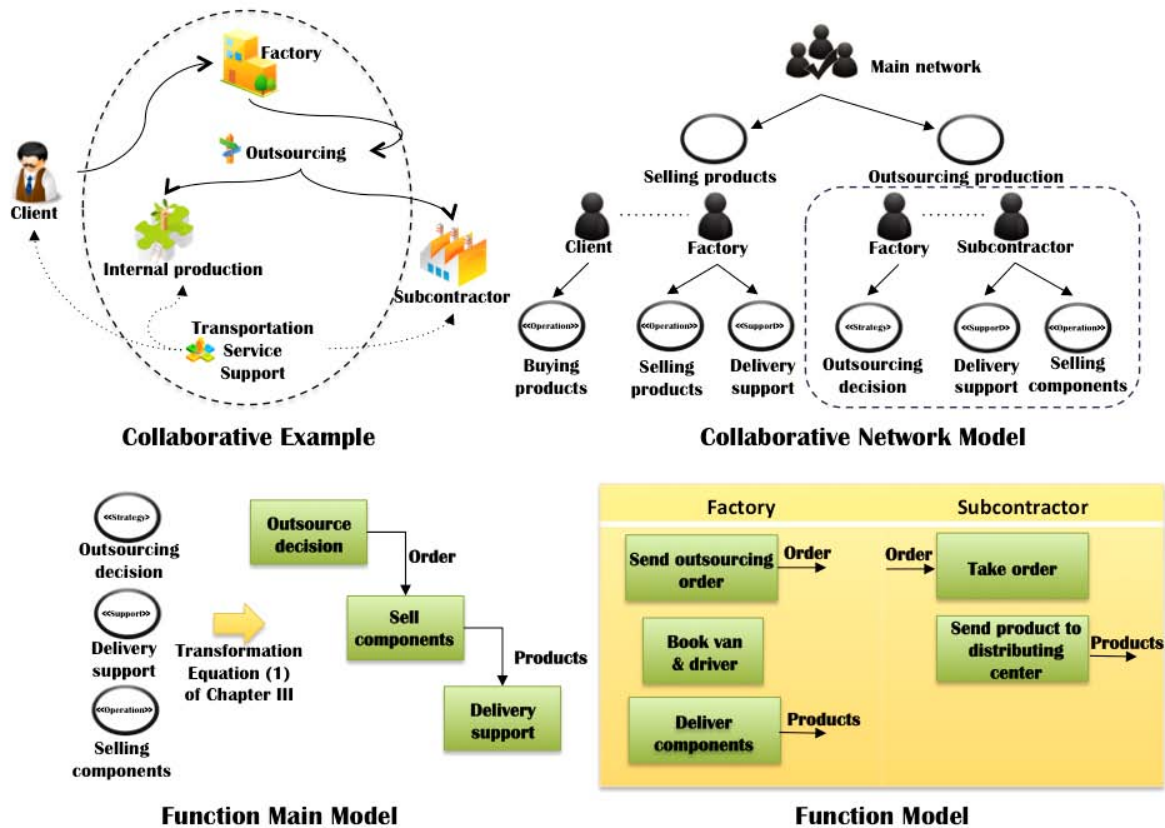 Factory
Outsourcing
Client
Internal production
Subcontractor
Transportation
Service
Support
Collaborative Example
Main network
Selling products
Outsourcing production
Client
Factory
Factory
Subcontractor
«Operation»
«Operation»
«Support»
«Strategy»
«Support»
«Operation»
Buying
products
Selling
products
Delivery
support
Outsourcing
decision
Delivery
support
Selling
components
Collaborative Network Model
«Strategy»
Outsourcing
decision
«Support»
Delivery
support
«Operation»
Selling
components
Transformation
Equation (1)
of Chapter III
Outsource
decision
Order
Sell
components
Products
Delivery
support
Function Main Model
Factory
Subcontractor
Send outsourcing
order
Order
Order
Take order
Book van
& driver
Send product to
distributing
center
Products
Deliver
components
Products
Function Model